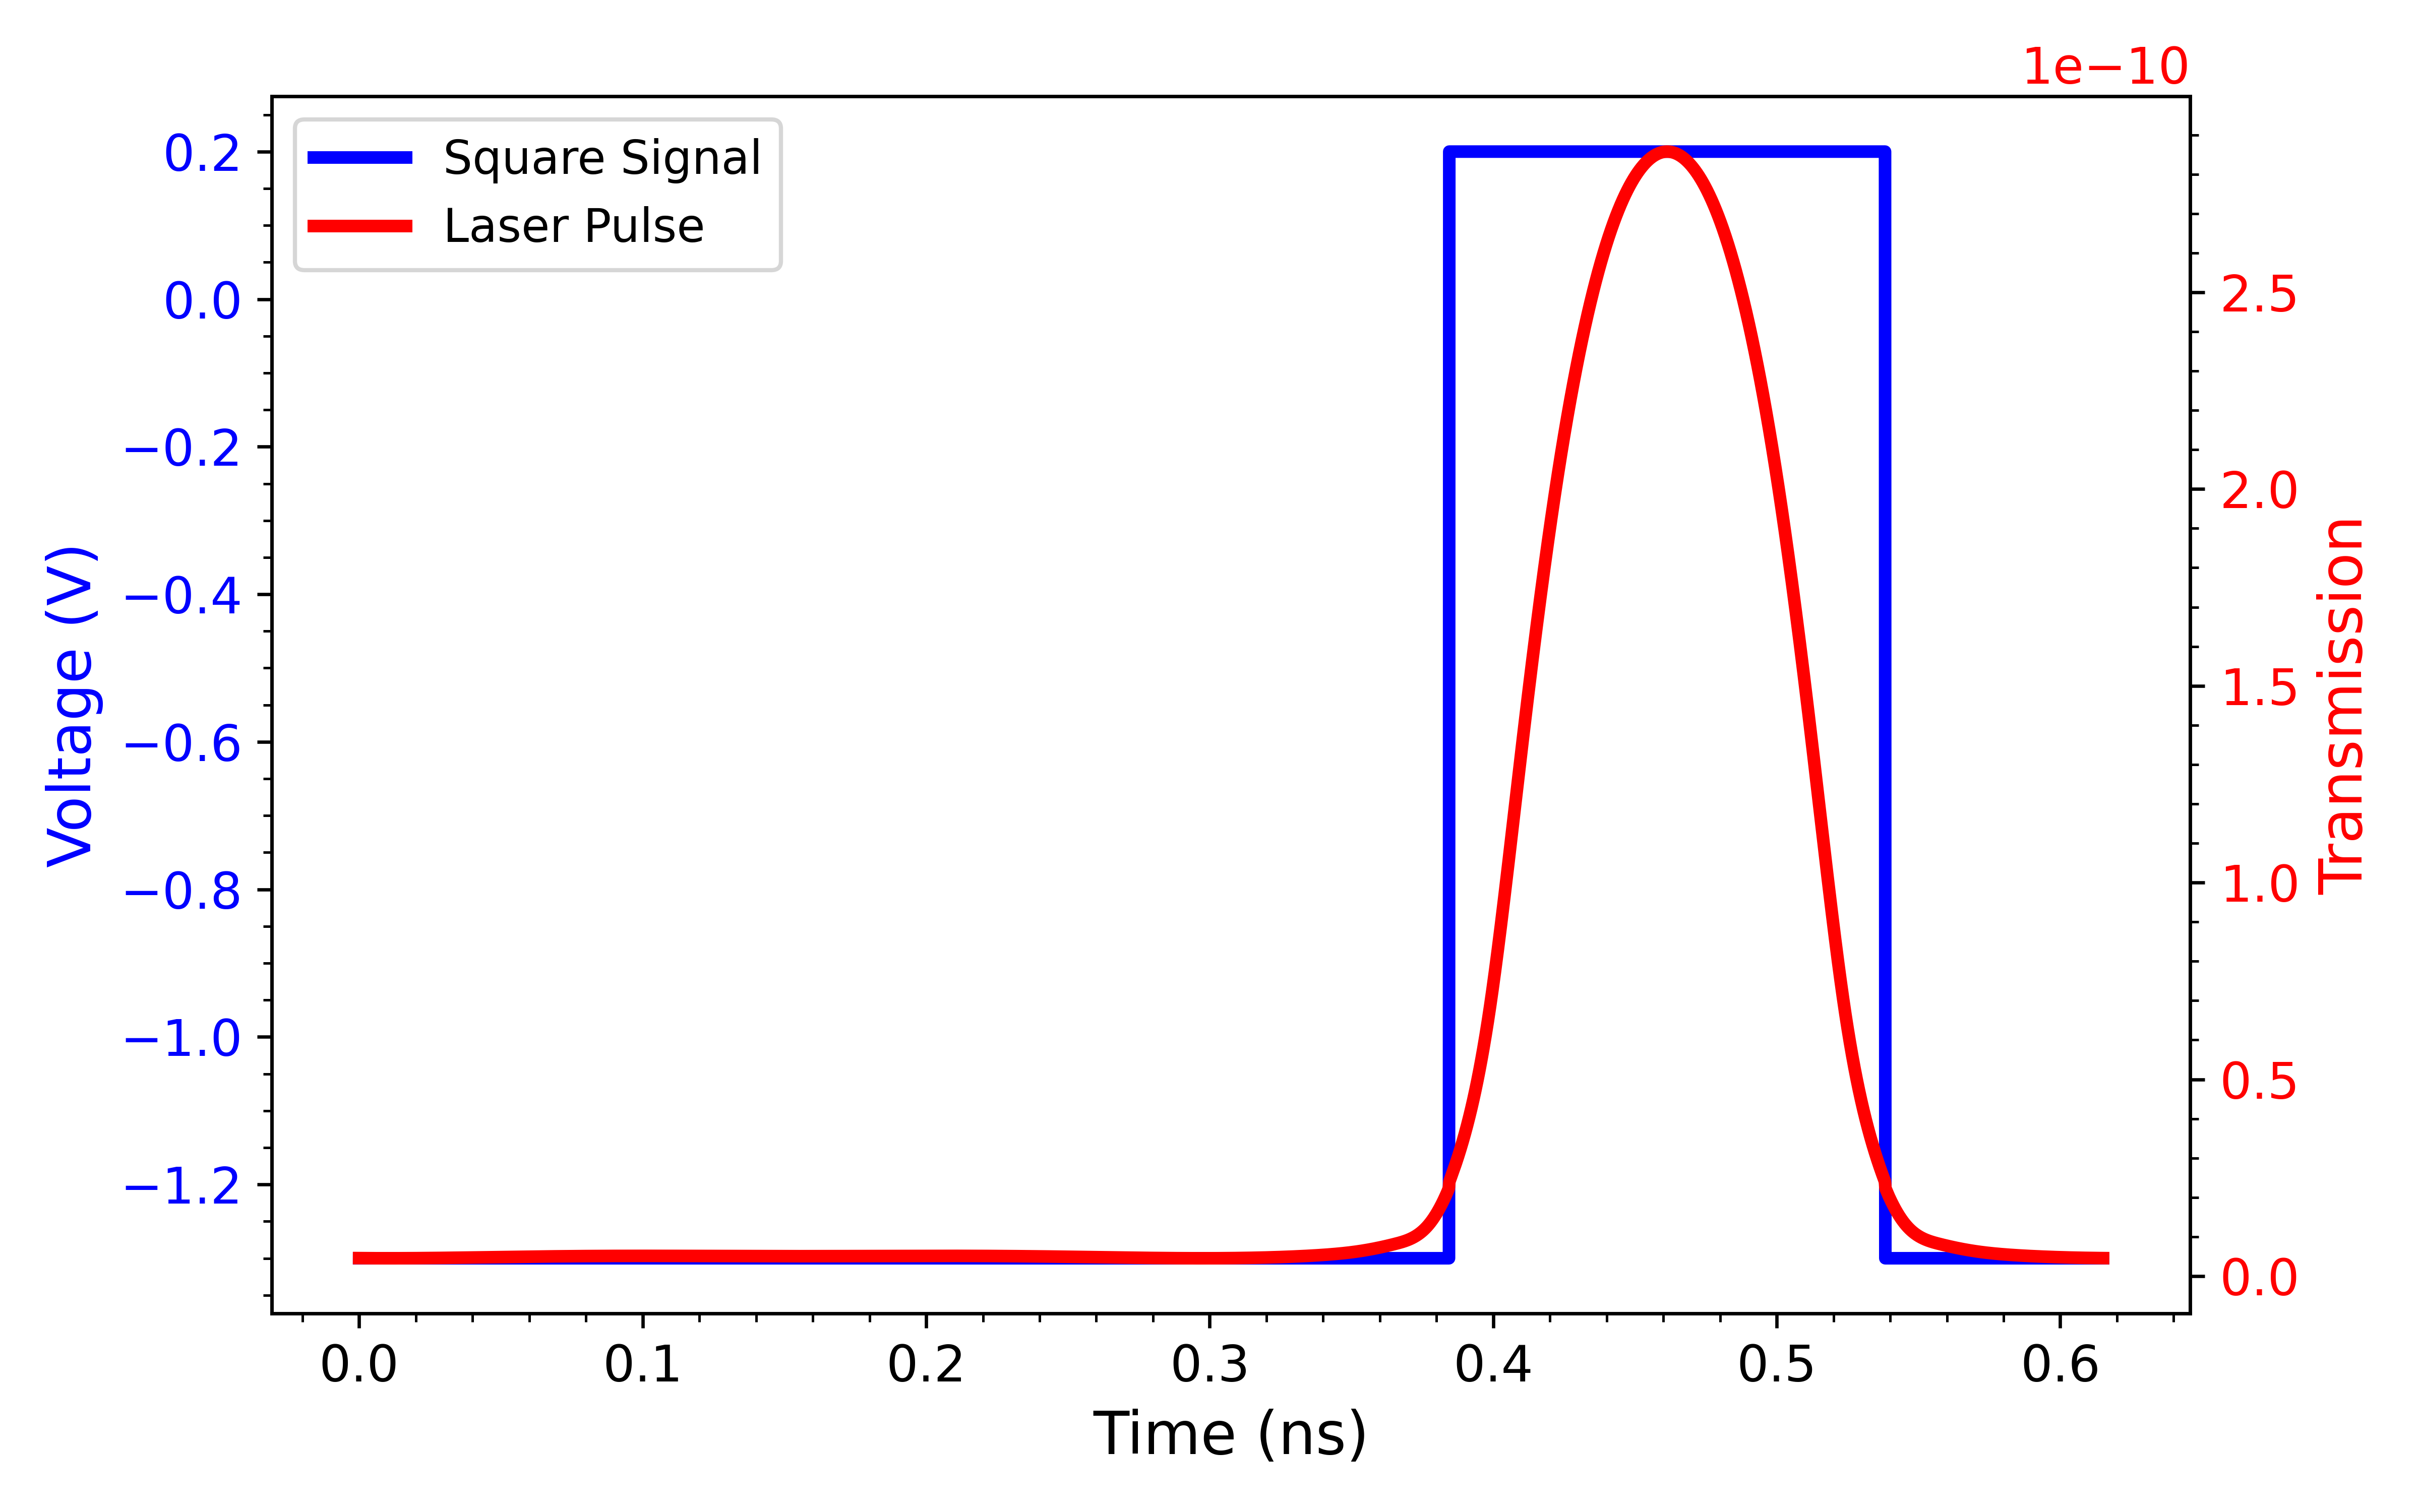 1e−10
Square Signal
Laser Pulse
0.2
0.0
−0.2
−0.4
−0.6
−0.8
−1.0
−1.2
Voltage (V)
2.5
2.0
1.5
1.0
0.5
0.0
Transmission
0.0 0.1 0.2 0.3 0.4 0.5 0.6
Time (ns)